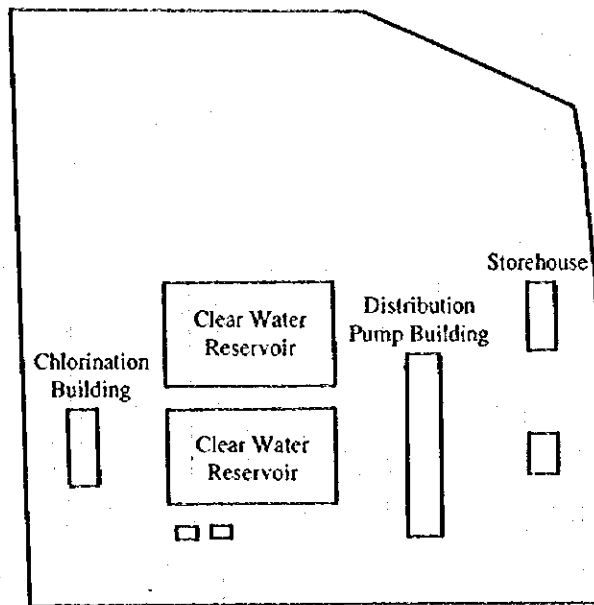 Storehouse
Clear Water
Reservoir
Distribution
Pump Building
Chlorination
Building
Clear Water
Reservoir